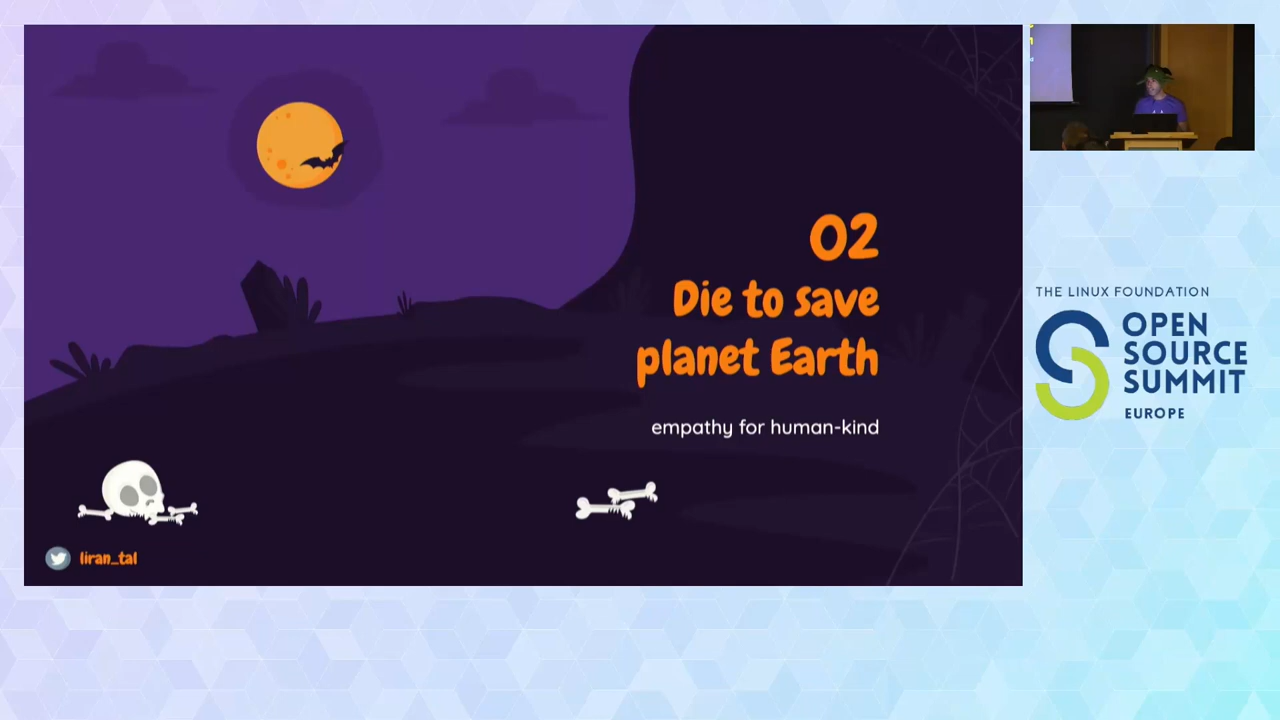 02
Die to save
planet Earth
empathy for human-kind
liran_tal
THE LINUX FOUNDATION
OPEN
SOURCE
SUMMIT
EUROPE